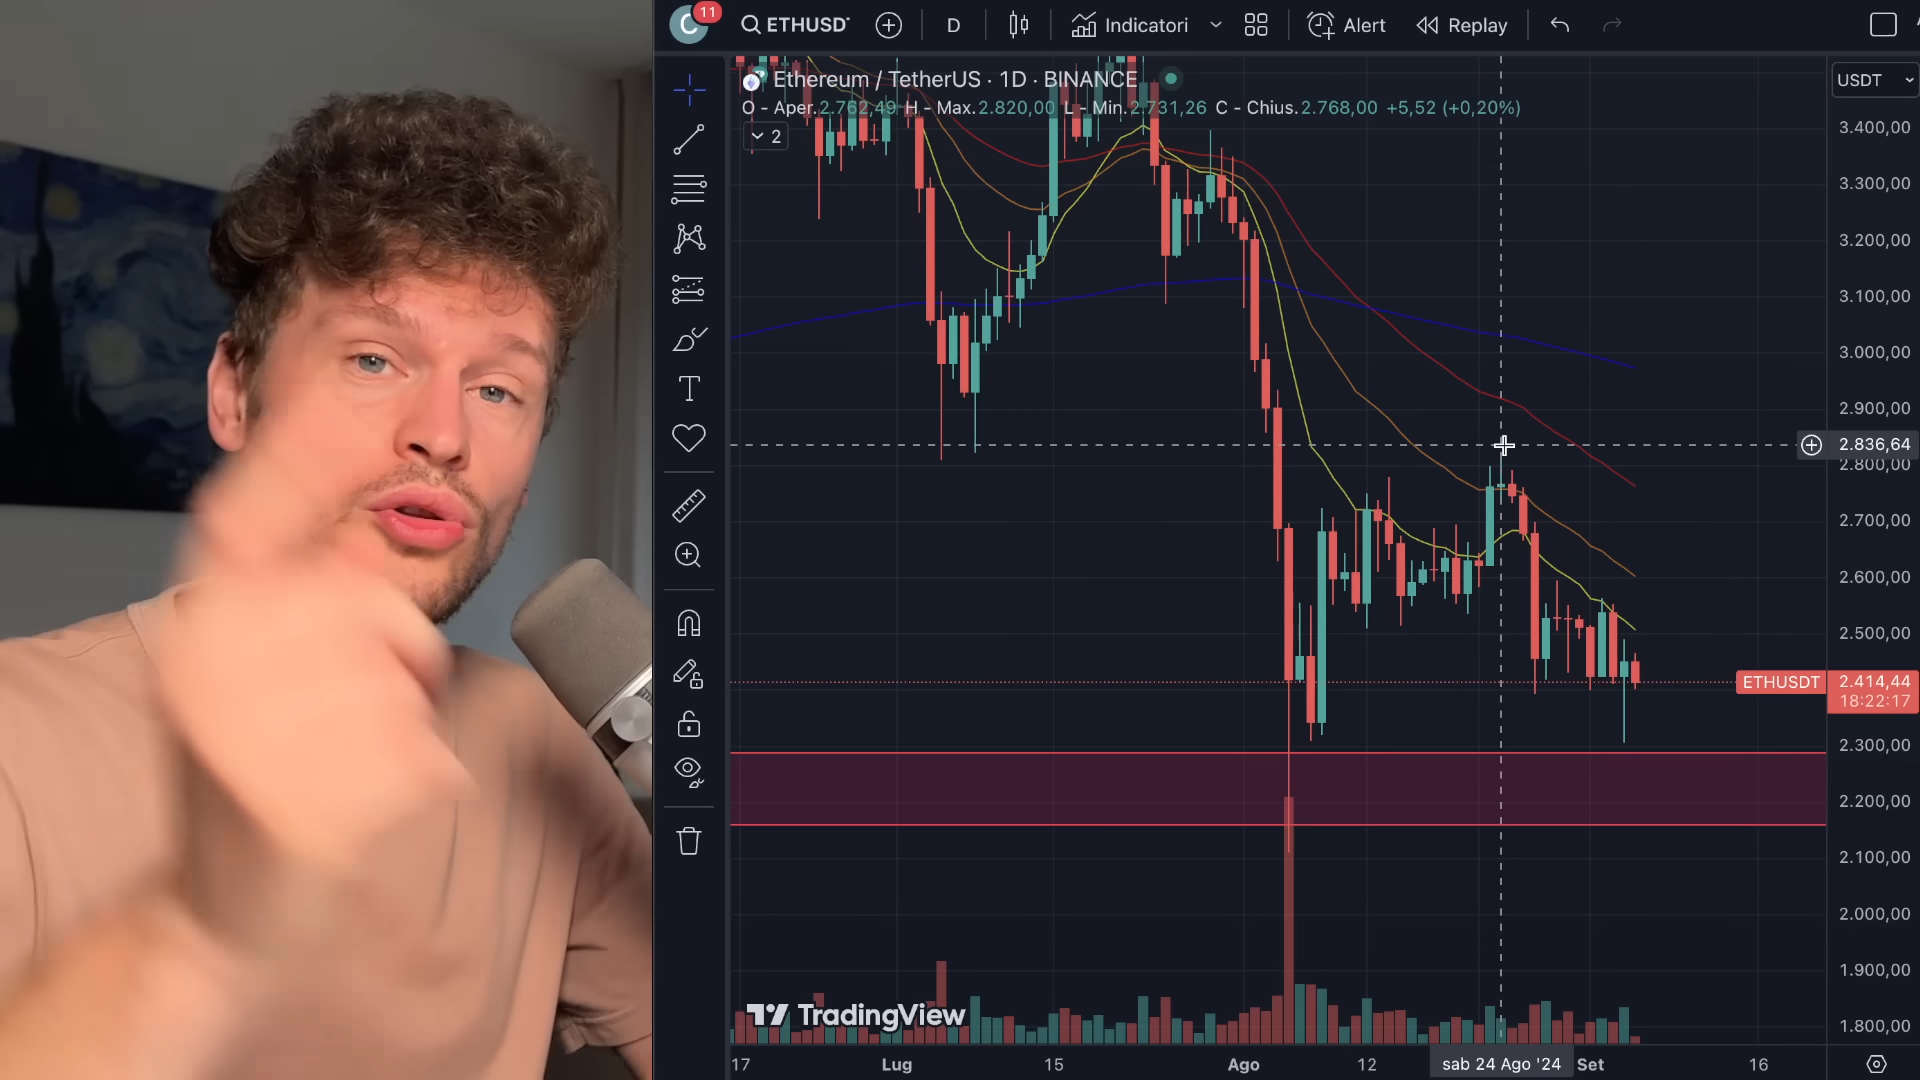 C 11 ETHUSD D Indicatori Alert Replay
Ethereum / TetherUS · 1D · BINANCE
O - Aper.2.762,49 H - Max.2.820,00 L - Min.2.731,26 C - Chius.2.768,00 +5,52 (+0,20%)
2
USDT
3.400,00
3.300,00
3.200,00
3.100,00
3.000,00
2.900,00
2.836,64
2.800,00
2.700,00
2.600,00
2.500,00
ETHUSDT 2.414,44
18:22:17
2.300,00
2.200,00
2.100,00
2.000,00
1.900,00
1.800,00
TradingView
17 Lug 15 Ago 12 sab 24 Ago '24 Set 16